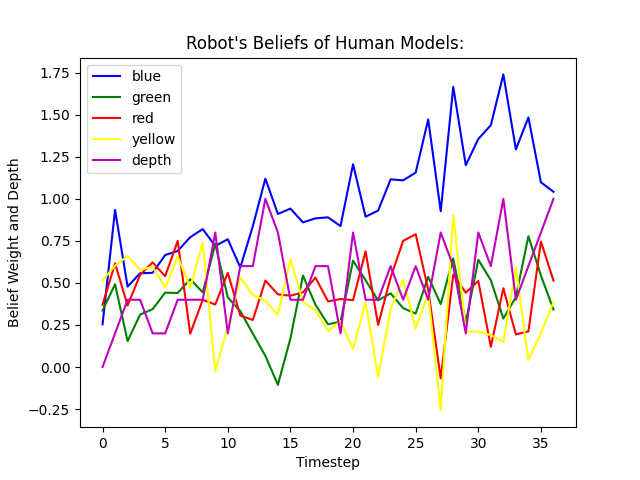 Robot's Beliefs of Human Models:
blue
green
red
yellow
depth
Belief Weight and Depth
1.75
1.50
1.25
1.00
0.75
0.50
0.25
0.00
−0.25
0 5 10 15 20 25 30 35
Timestep